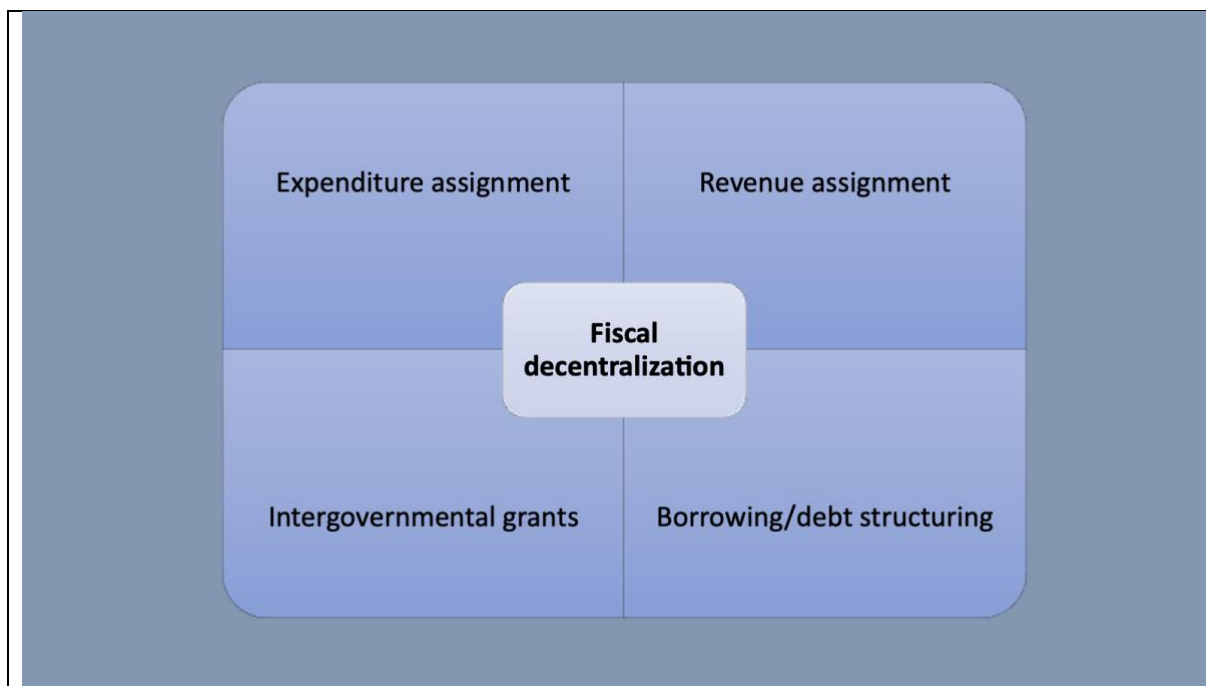 Expenditure assignment
Revenue assignment
Fiscal
decentralization
Intergovernmental grants
Borrowing/debt structuring